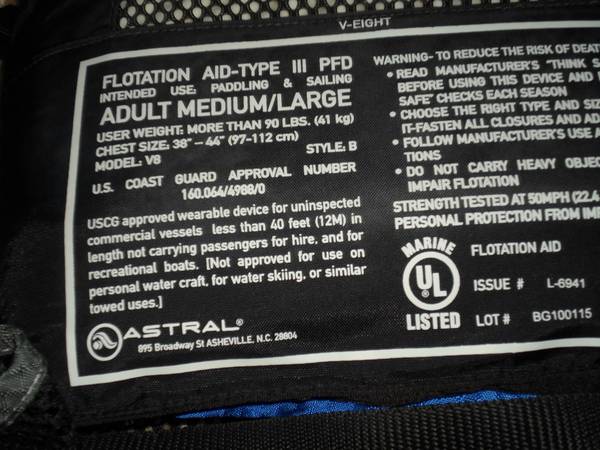 V-EIGHT
FLOTATION AID-TYPE III PFD
INTENDED USE: PADDLING & SAILING
ADULT MEDIUM/LARGE
USER WEIGHT: MORE THAN 90 LBS. (41 kg)
CHEST SIZE: 38" – 44" (97-112 cm)
MODEL: V8 STYLE: B
U.S. COAST GUARD APPROVAL NUMBER
160.064/4988/0
USCG approved wearable device for uninspected
commercial vessels less than 40 feet (12M) in
length not carrying passengers for hire, and for
recreational boats. [Not approved for use on
personal water craft, for water skiing, or similar
towed uses.]
ASTRAL®
895 Broadway St ASHEVILLE, N.C. 28804
WARNING- TO REDUCE THE RISK OF DEAT
• READ MANUFACTURER'S "THINK S
BEFORE USING THIS DEVICE AND
SAFE" CHECKS EACH SEASON
• CHOOSE THE RIGHT TYPE AND SIZ
IT-FASTEN ALL CLOSURES AND AD
• FOLLOW MANUFACTURER'S USE A
TIONS
• DO NOT CARRY HEAVY OBJEC
IMPAIR FLOTATION
STRENGTH TESTED AT 50MPH (22.4
PERSONAL PROTECTION FROM IMP
MARINE
UL
®
LISTED
FLOTATION AID
ISSUE # L-6941
LOT # BG100115